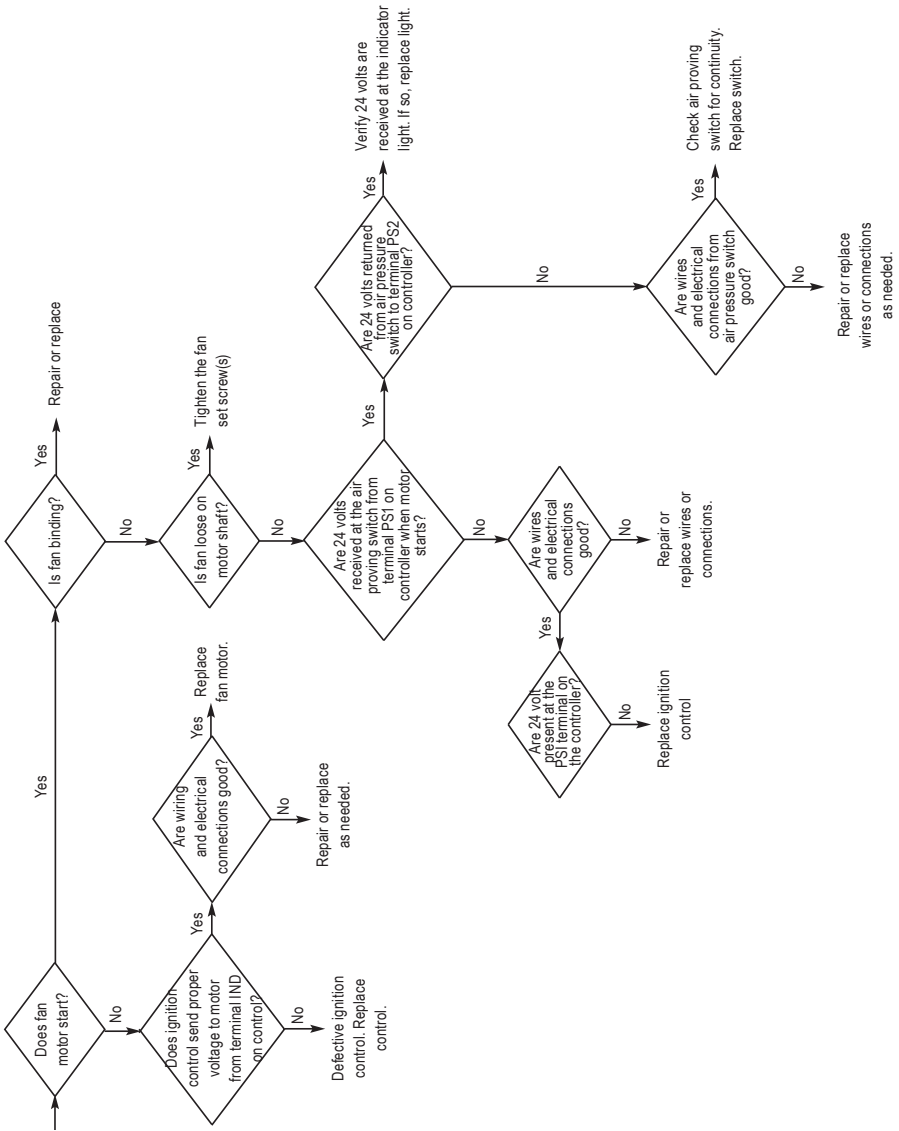 Does fan
motor start?
Yes
No
Is fan binding?
Yes
Repair or replace
No
Does ignition
control send proper
voltage to motor
from terminal IND
on control?
Yes
No
Defective ignition
control. Replace
control.
Are wiring
and electrical
connections good?
Yes
Replace
fan motor.
No
Repair or replace
as needed.
Is fan loose on
motor shaft?
Yes
Tighten the fan
set screw(s)
No
Are 24 volts
received at the air
proving switch from
terminal PS1 on
controller when motor
starts?
Yes
No
Are 24 volts returned
from air pressure
switch to terminal PS2
on controller?
Yes
Verify 24 volts are
received at the indicator
light. If so, replace light.
No
Are wires
and electrical
connections good?
Yes
No
Repair or
replace wires or
connections.
Are 24 volt
present at the
PSI terminal on
the controller?
No
Replace ignition
control
Are wires
and electrical
connections from
air pressure switch
good?
Yes
Check air proving
switch for continuity.
Replace switch.
No
Repair or replace
wires or connections
as needed.